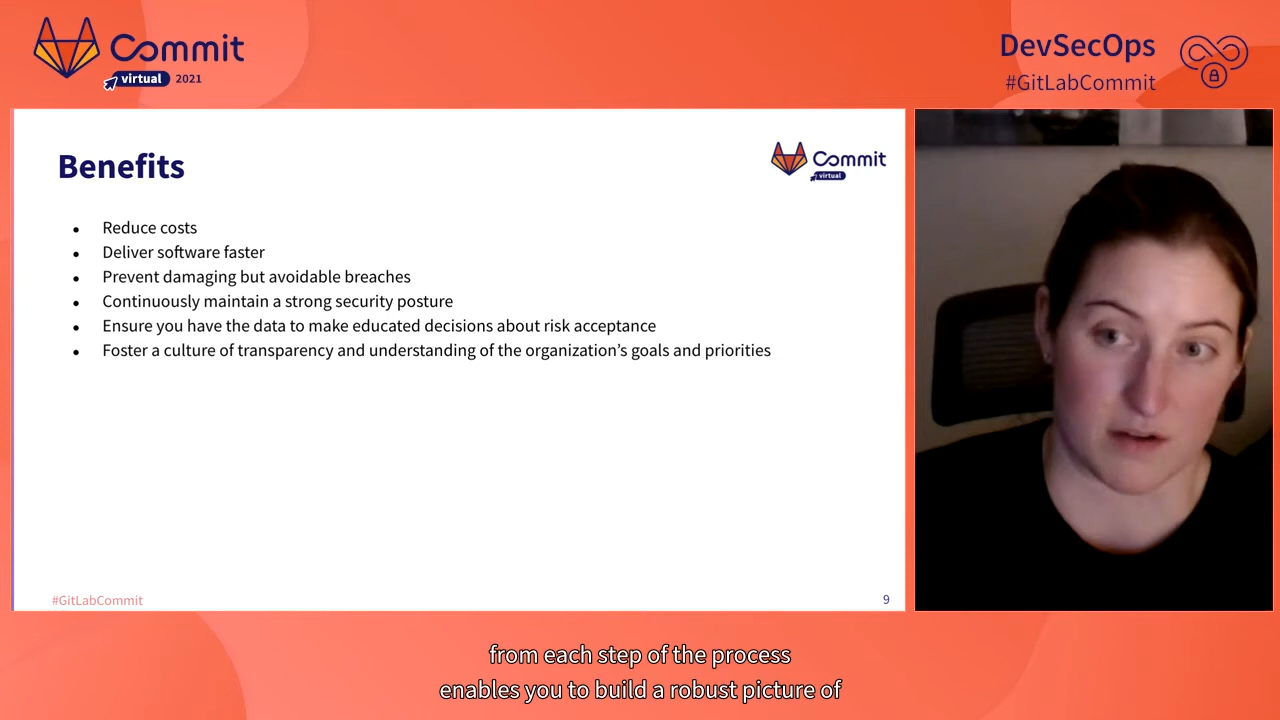 Commit
virtual 2021
DevSecOps
#GitLabCommit
Benefits
Commit
virtual
• Reduce costs
• Deliver software faster
• Prevent damaging but avoidable breaches
• Continuously maintain a strong security posture
• Ensure you have the data to make educated decisions about risk acceptance
• Foster a culture of transparency and understanding of the organization’s goals and priorities
#GitLabCommit
9
from each step of the process
enables you to build a robust picture of